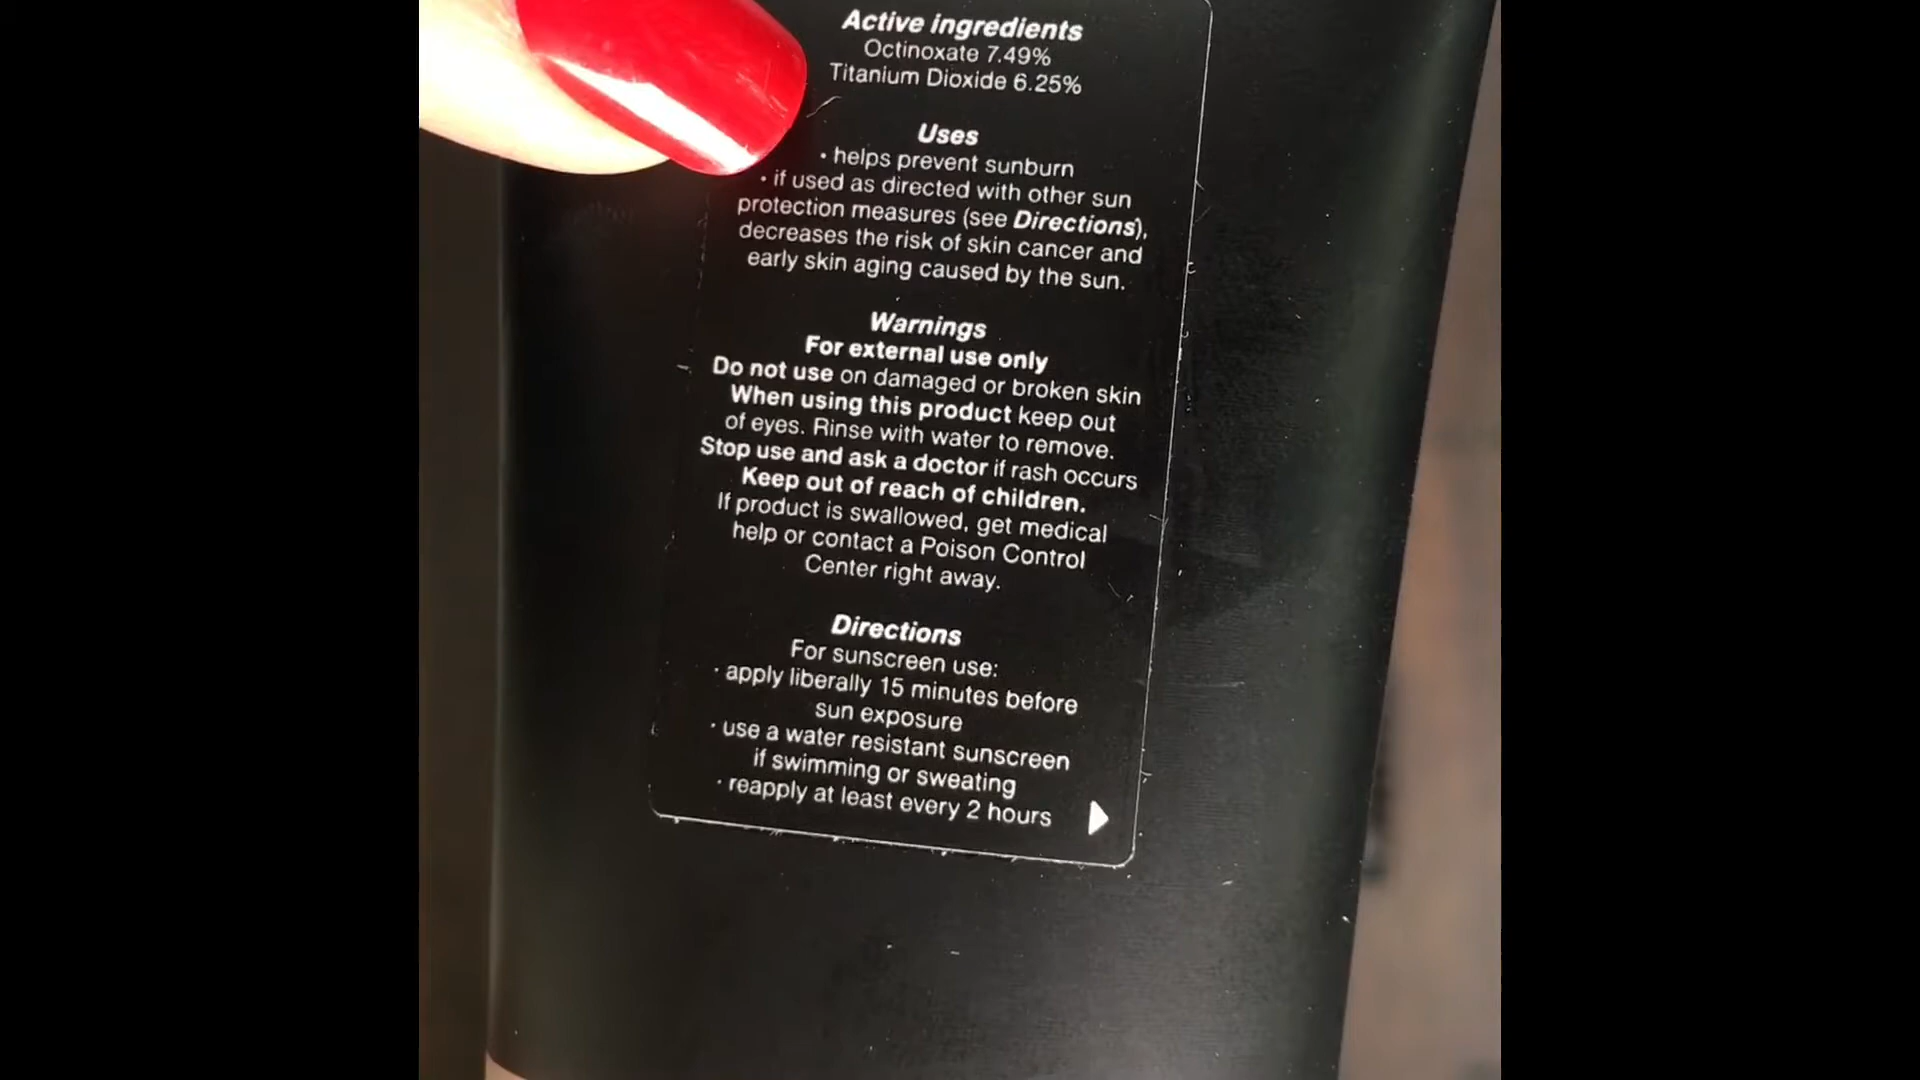 Active ingredients
Octinoxate 7.49%
Titanium Dioxide 6.25%
Uses
• helps prevent sunburn
• if used as directed with other sun
protection measures (see Directions),
decreases the risk of skin cancer and
early skin aging caused by the sun.
Warnings
For external use only
Do not use on damaged or broken skin
When using this product keep out
of eyes. Rinse with water to remove.
Stop use and ask a doctor if rash occurs
Keep out of reach of children.
If product is swallowed, get medical
help or contact a Poison Control
Center right away.
Directions
For sunscreen use:
• apply liberally 15 minutes before
sun exposure
• use a water resistant sunscreen
if swimming or sweating
• reapply at least every 2 hours